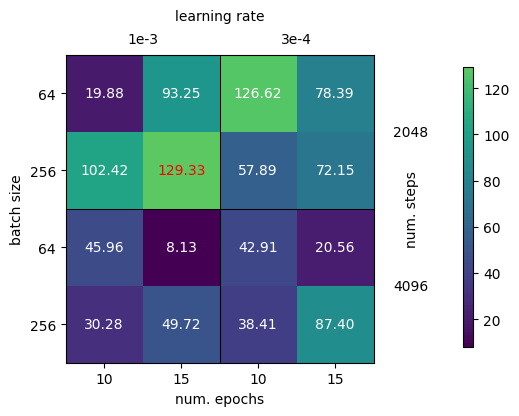 learning rate
1e-3 3e-4
64 19.88 93.25 126.62 78.39
2048
256 102.42 129.33 57.89 72.15
batch size
num. steps
64 45.96 8.13 42.91 20.56
4096
256 30.28 49.72 38.41 87.40
10 15 10 15
num. epochs
120
100
80
60
40
20